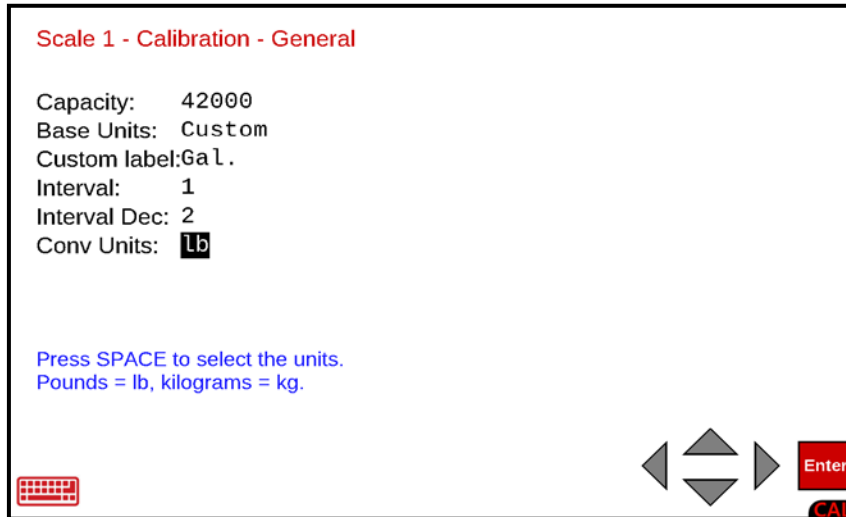 Scale 1 - Calibration - General
Capacity: 42000
Base Units: Custom
Custom label:Gal.
Interval: 1
Interval Dec: 2
Conv Units: lb
Press SPACE to select the units.
Pounds = lb, kilograms = kg.
Enter